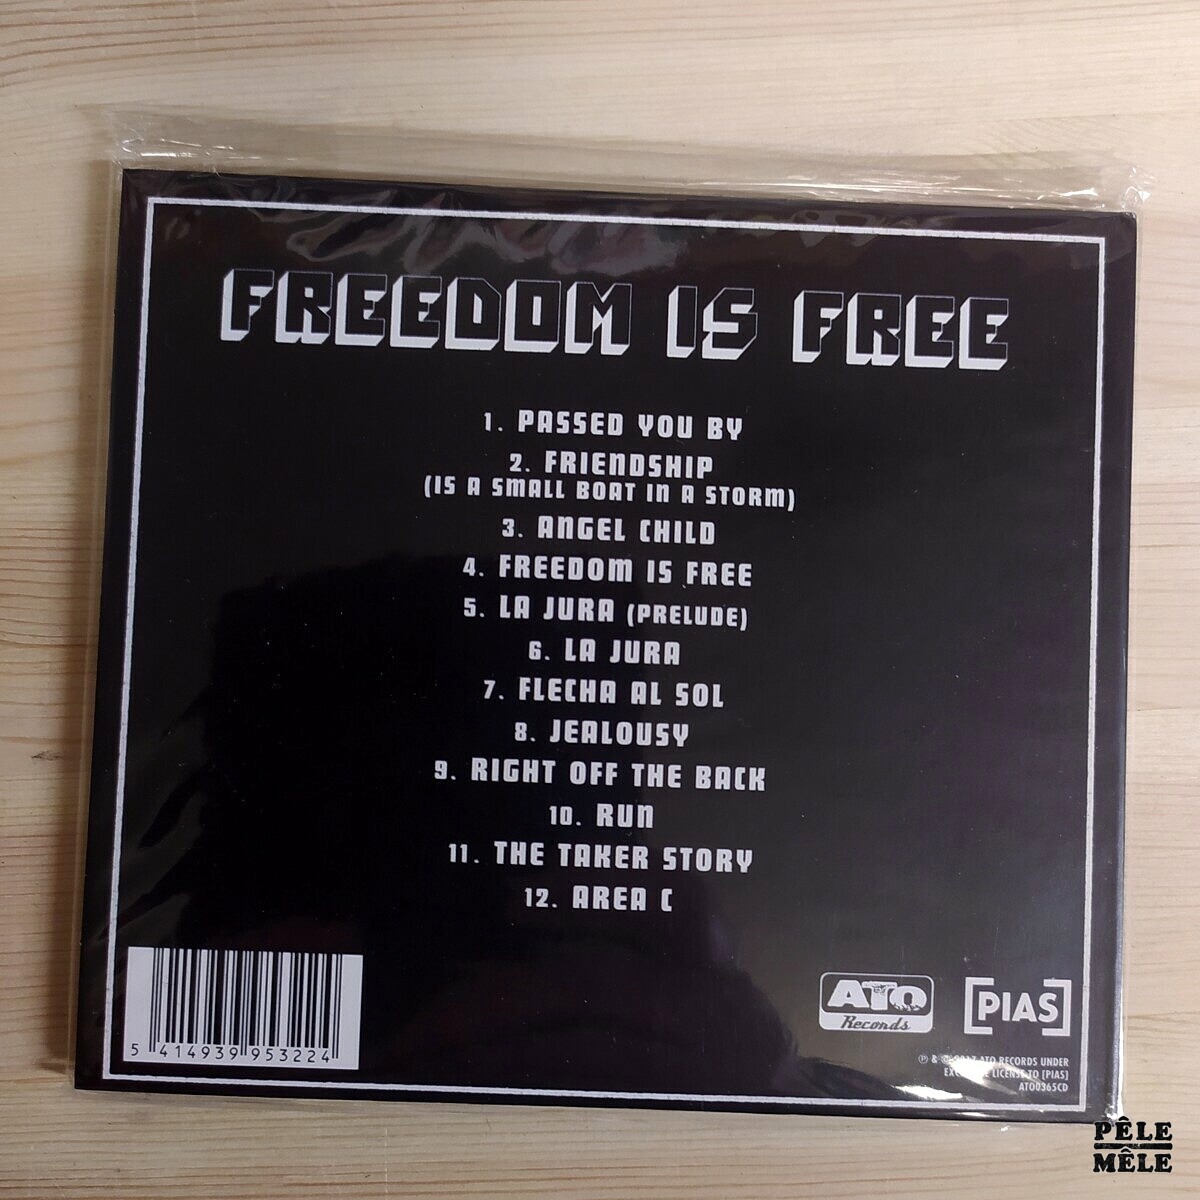 FREEDOM IS FREE
1. PASSED YOU BY
2. FRIENDSHIP
(IS A SMALL BOAT IN A STORM)
3. ANGEL CHILD
4. FREEDOM IS FREE
5. LA JURA (PRELUDE)
6. LA JURA
7. FLECHA AL SOL
8. JEALOUSY
9. RIGHT OFF THE BACK
10. RUN
11. THE TAKER STORY
12. AREA C
5 414939 953224
ATO
Records
[PIAS]
℗ & © 2017 ATO RECORDS UNDER
LICENSE TO [PIAS]
ATO0365CD
PÊLE
MÊLE